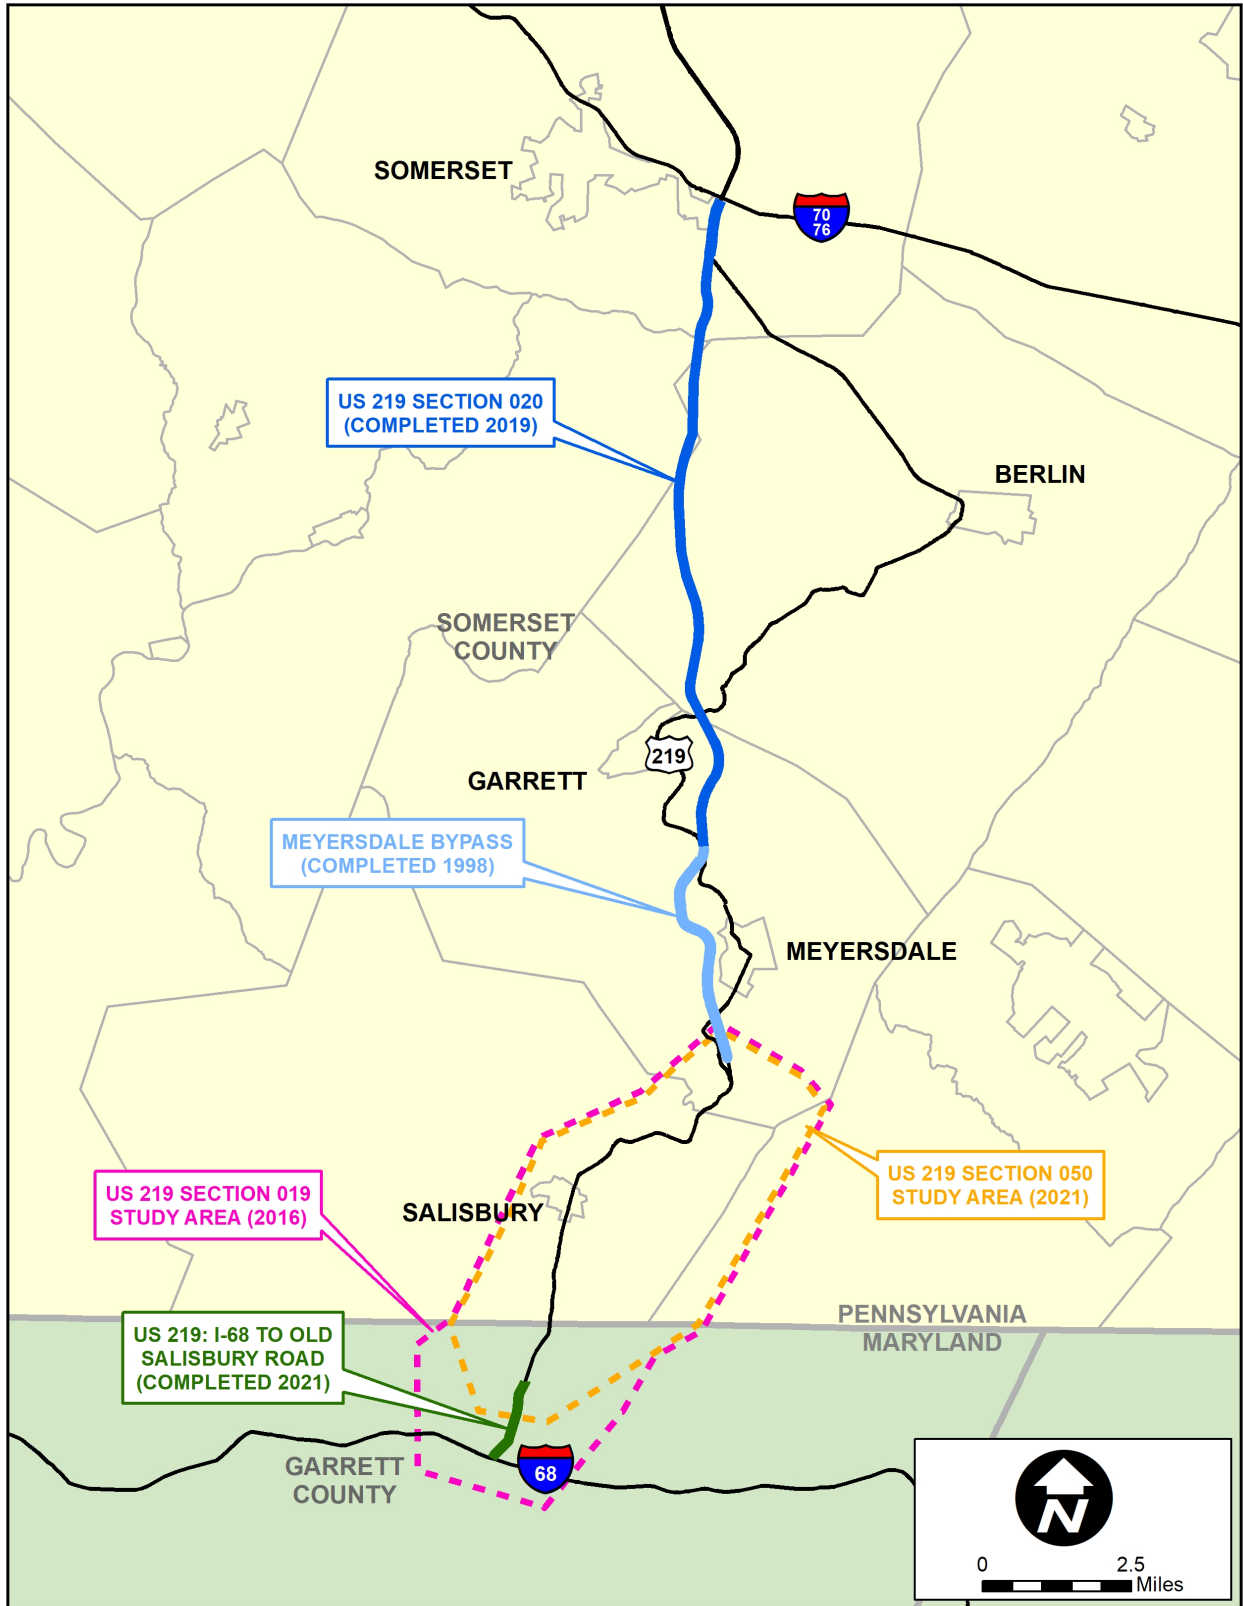 SOMERSET
70
76
US 219 SECTION 020
(COMPLETED 2019)
BERLIN
SOMERSET
COUNTY
219
GARRETT
MEYERSDALE BYPASS
(COMPLETED 1998)
MEYERSDALE
US 219 SECTION 050
STUDY AREA (2021)
US 219 SECTION 019
STUDY AREA (2016)
SALISBURY
PENNSYLVANIA
MARYLAND
US 219: I-68 TO OLD
SALISBURY ROAD
(COMPLETED 2021)
GARRETT
COUNTY
68
N
0 2.5
Miles